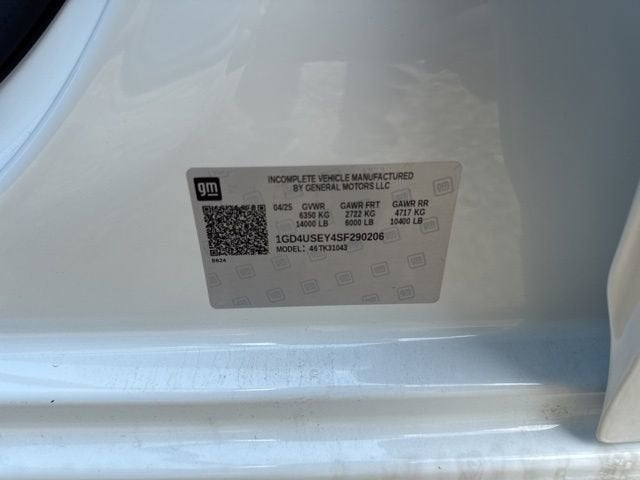 gm
INCOMPLETE VEHICLE MANUFACTURED
BY GENERAL MOTORS LLC
04/25 GVWR GAWR FRT GAWR RR
6350 KG 2722 KG 4717 KG
14000 LB 6000 LB 10400 LB
1GD4USEY4SF290206
MODEL: 46TK31043